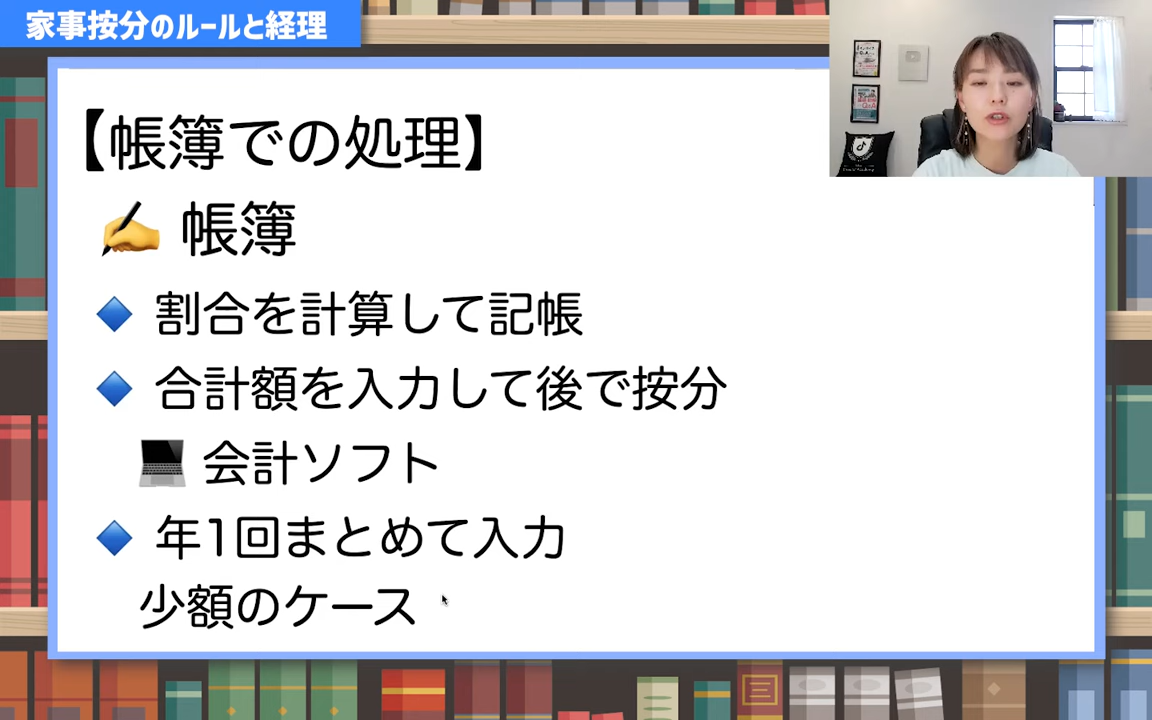 家事按分のルールと経理
【帳簿での処理】
帳簿
割合を計算して記帳
合計額を入力して後で按分
会計ソフト
年1回まとめて入力
少額のケース